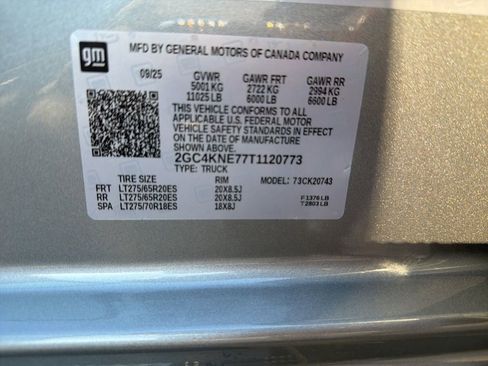 gm
MFD BY GENERAL MOTORS OF CANADA COMPANY
09/25 GVWR GAWR FRT GAWR RR
5001 KG 2722 KG 2994 KG
11025 LB 6000 LB 6600 LB
THIS VEHICLE CONFORMS TO ALL
APPLICABLE U.S. FEDERAL MOTOR
VEHICLE SAFETY STANDARDS IN
EFFECT ON THE DATE OF MANUFACTURE
SHOWN ABOVE.
2GC4KNE77T1120773
TYPE: TRUCK
TIRE SIZE RIM MODEL: 73CK20743
FRT LT275/65R20ES 20X8.5J
RR LT275/65R20ES 20X8.5J F1376 LB
SPA LT275/70R18ES 18X8J T2803 LB